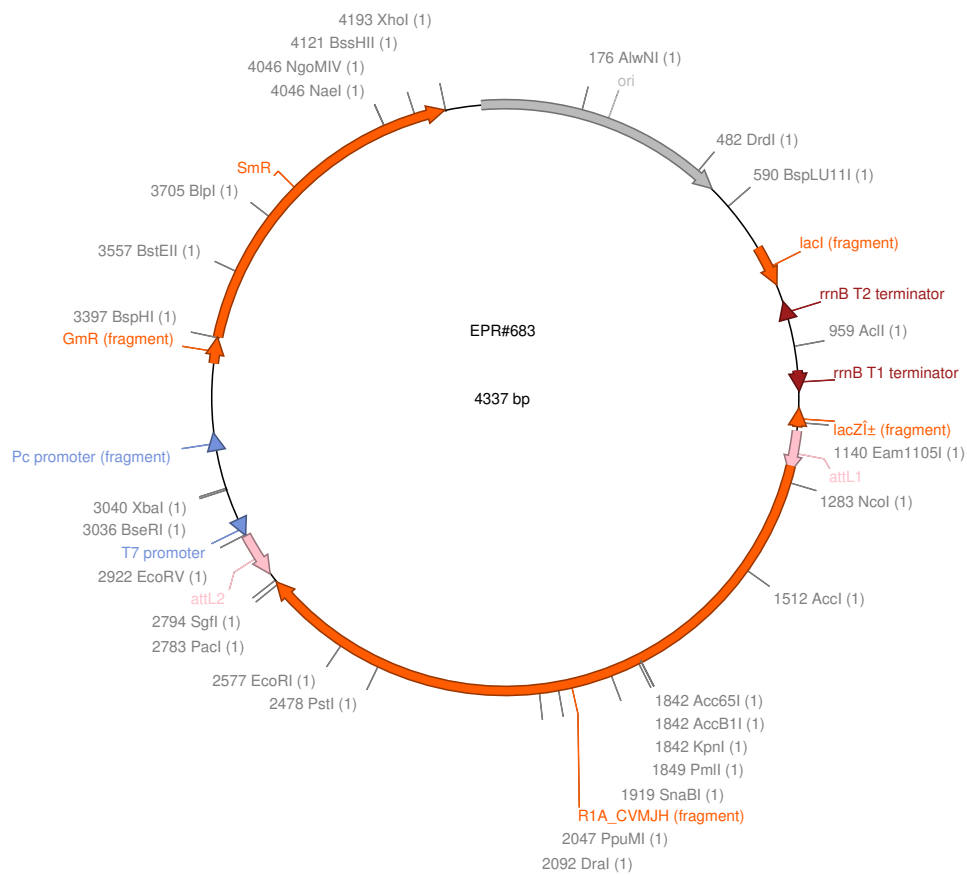 4193 XhoI (1)
4121 BssHII (1)
4046 NgoMIV (1)
4046 NaeI (1)
176 AlwNI (1)
ori
482 DrdI (1)
590 BspLU11I (1)
SmR
3705 BlpI (1)
3557 BstEII (1)
lacI (fragment)
rrnB T2 terminator
3397 BspHI (1)
GmR (fragment)
EPR#683
959 AclI (1)
rrnB T1 terminator
4337 bp
lacZÎ± (fragment)
Pc promoter (fragment)
1140 Eam1105I (1)
attL1
1283 NcoI (1)
3040 XbaI (1)
3036 BseRI (1)
T7 promoter
2922 EcoRV (1)
attL2
1512 AccI (1)
2794 SgfI (1)
2783 PacI (1)
2577 EcoRI (1)
2478 PstI (1)
1842 Acc65I (1)
1842 AccB1I (1)
1842 KpnI (1)
1849 PmlI (1)
1919 SnaBI (1)
R1A_CVMJH (fragment)
2047 PpuMI (1)
2092 DraI (1)